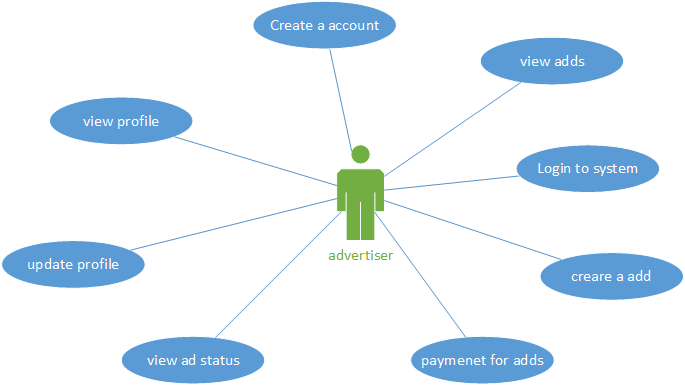 Create a account
view adds
view profile
Login to system
advertiser
update profile
creare a add
view ad status
paymenet for adds